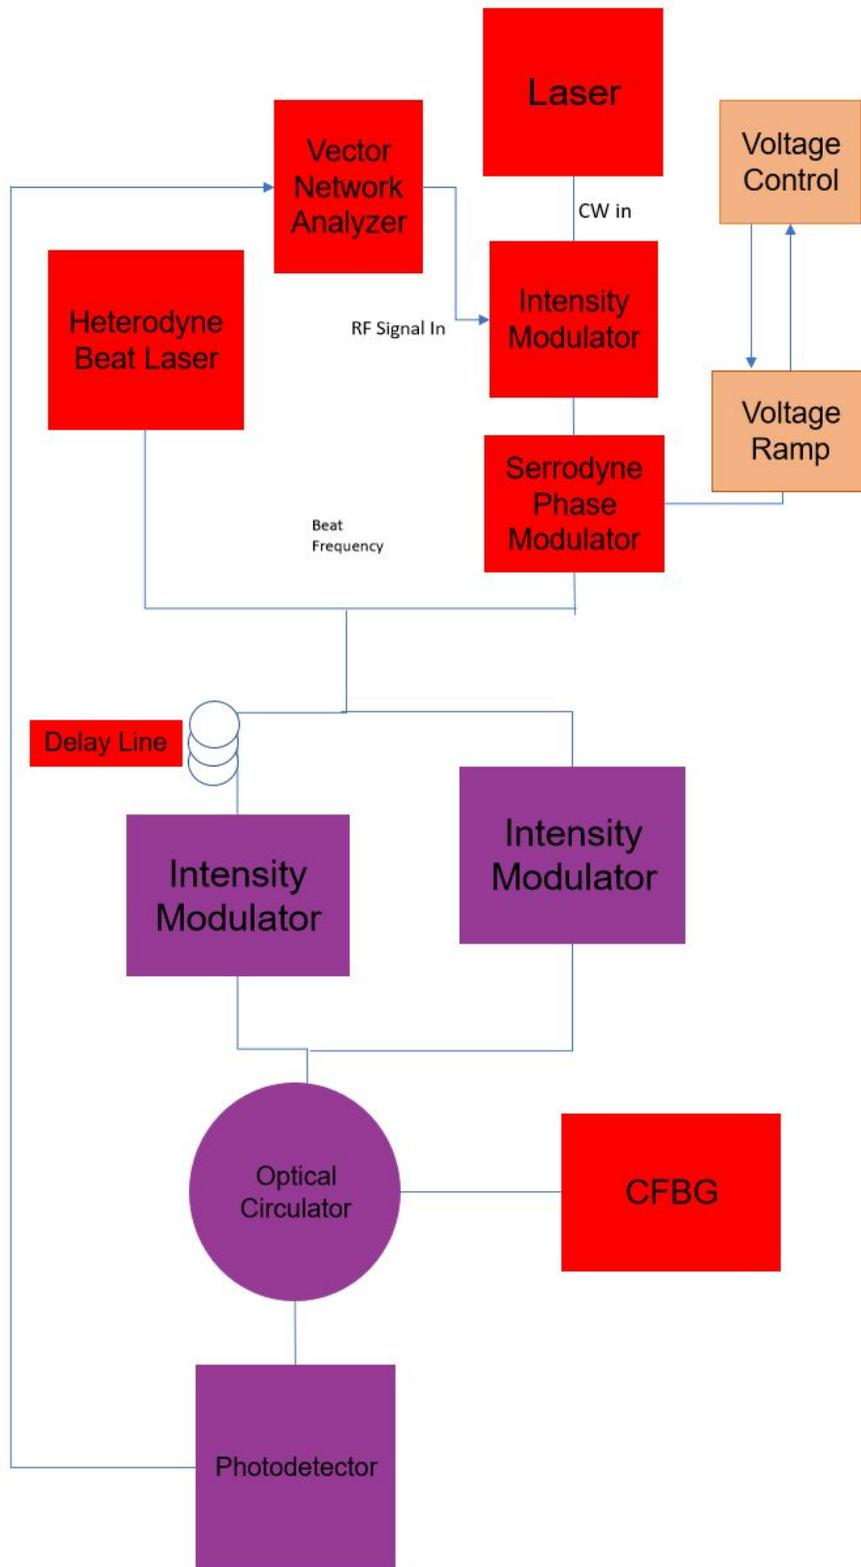 Laser
Vector
Network
Analyzer
Voltage
Control
CW in
Heterodyne
Beat Laser
RF Signal In
Intensity
Modulator
Voltage
Ramp
Serrodyne
Phase
Modulator
Beat
Frequency
Delay Line
Intensity
Modulator
Intensity
Modulator
Optical
Circulator
CFBG
Photodetector